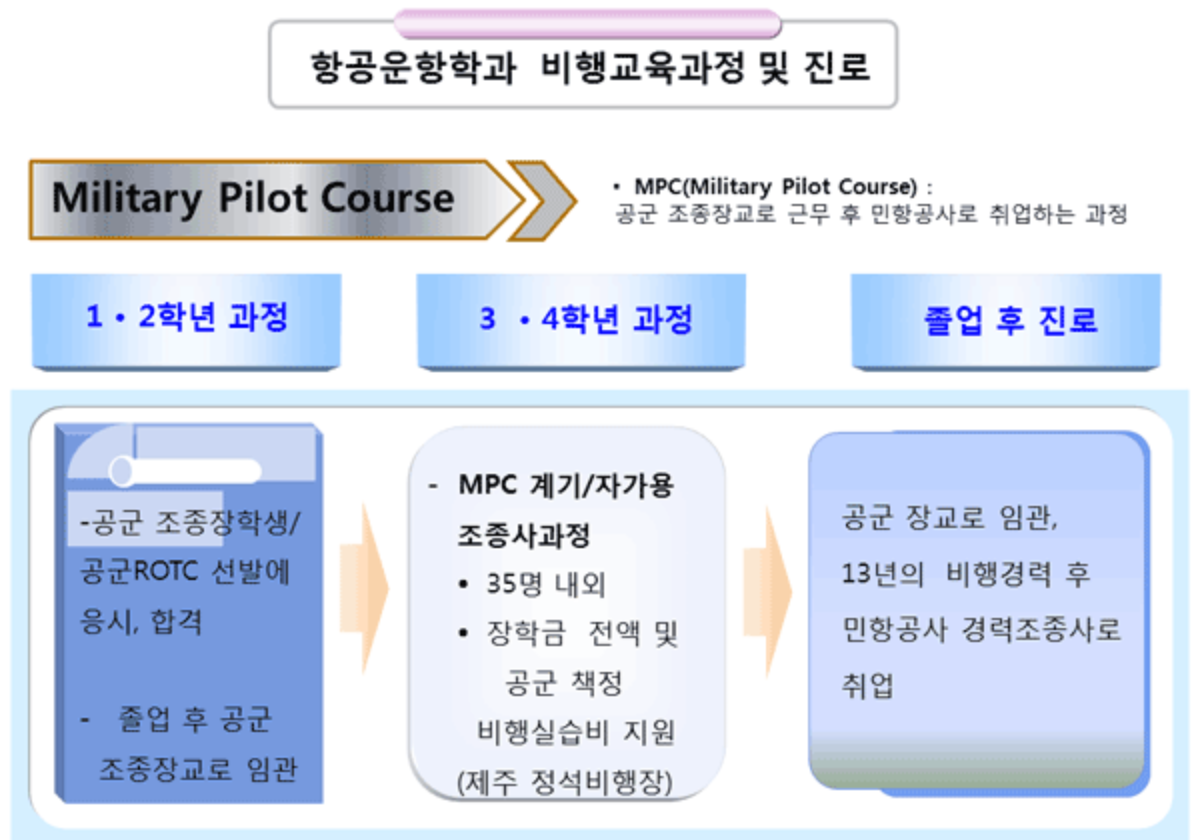 항공운항학과 비행교육과정 및 진로
Military Pilot Course
• MPC(Military Pilot Course) :
공군 조종장교로 근무 후 민항공사로 취업하는 과정
1 • 2학년 과정
3 • 4학년 과정
졸업 후 진로
-공군 조종장학생/
공군ROTC 선발에
응시, 합격
- 졸업 후 공군
조종장교로 임관
- MPC 계기/자가용
조종사과정
• 35명 내외
• 장학금 전액 및
공군 책정
비행실습비 지원
(제주 정석비행장)
공군 장교로 임관,
13년의 비행경력 후
민항공사 경력조종사로
취업